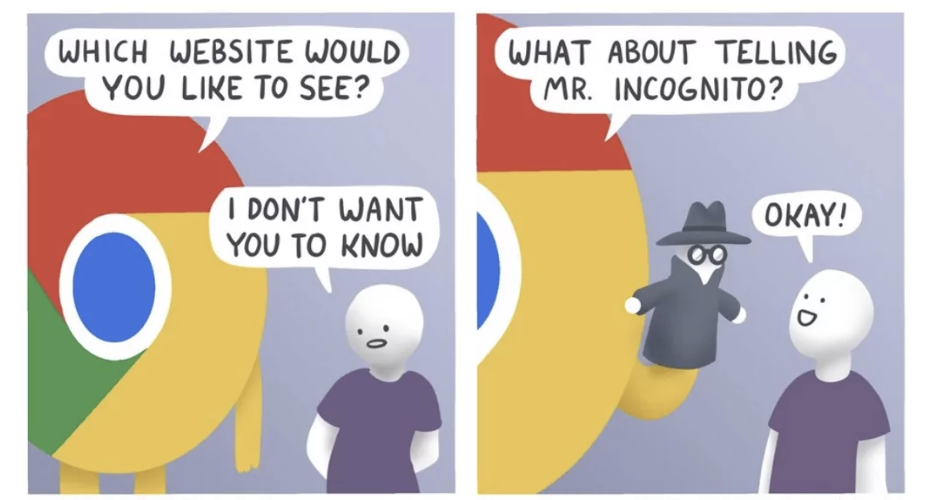 WHICH WEBSITE WOULD
YOU LIKE TO SEE?
I DON'T WANT
YOU TO KNOW
WHAT ABOUT TELLING
MR. INCOGNITO?
OKAY!